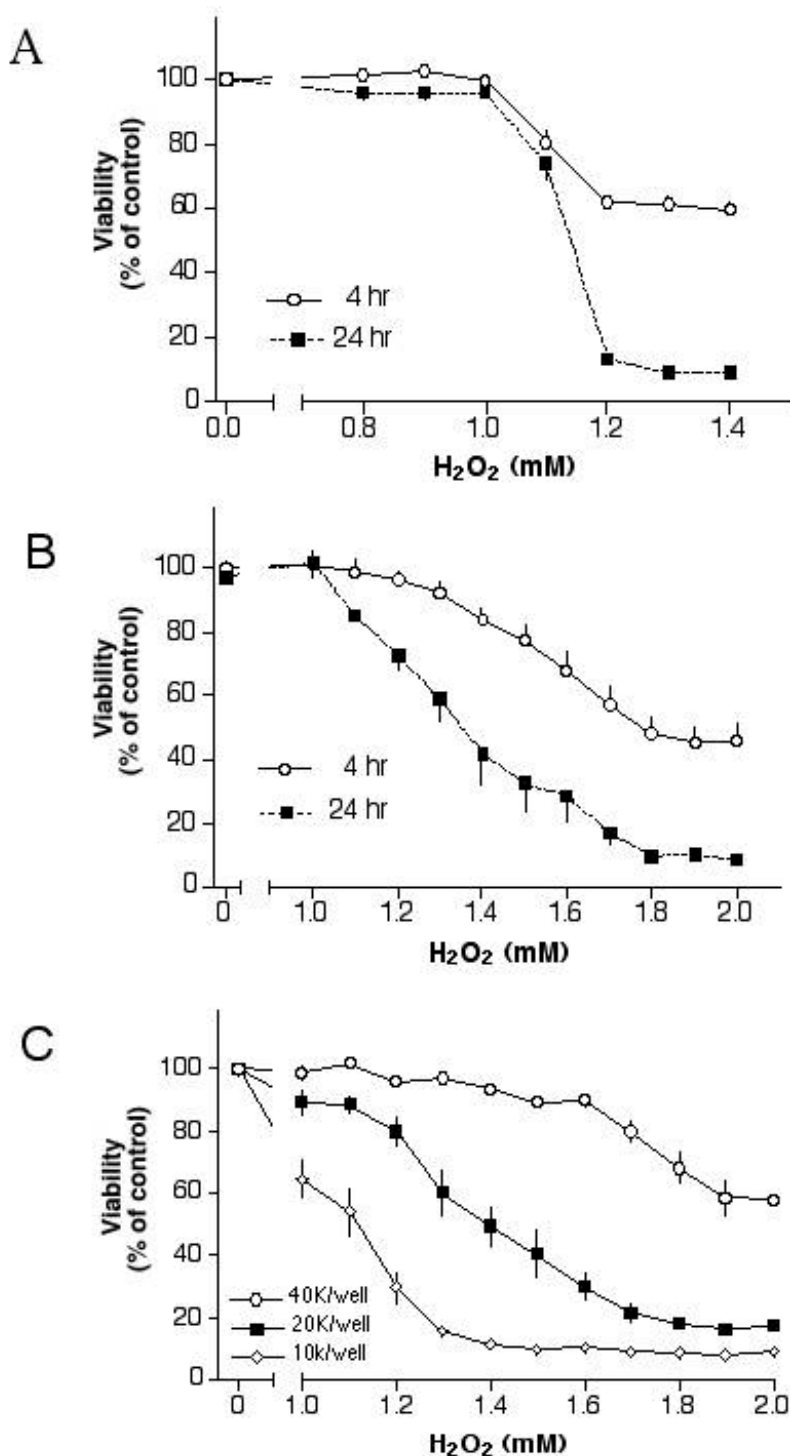 A
Viability
(% of control)
100
80
60
40
20
0
4 hr
24 hr
0.0 0.8 1.0 1.2 1.4
H₂O₂ (mM)
B
Viability
(% of control)
100
80
60
40
20
0
4 hr
24 hr
0 1.0 1.2 1.4 1.6 1.8 2.0
H₂O₂ (mM)
C
Viability
(% of control)
100
80
60
40
20
0
40K/well
20K/well
10k/well
0 1.0 1.2 1.4 1.6 1.8 2.0
H₂O₂ (mM)